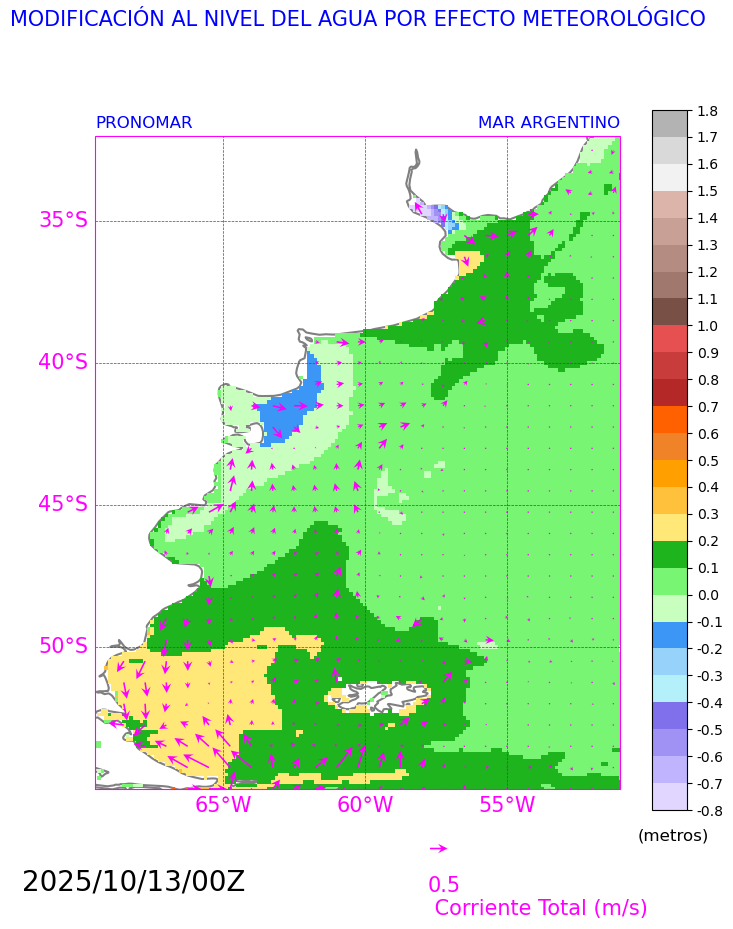 MODIFICACIÓN AL NIVEL DEL AGUA POR EFECTO METEOROLÓGICO
PRONOMAR MAR ARGENTINO
35°S
40°S
45°S
50°S
65°W 60°W 55°W
1.8
1.7
1.6
1.5
1.4
1.3
1.2
1.1
1.0
0.9
0.8
0.7
0.6
0.5
0.4
0.3
0.2
0.1
0.0
-0.1
-0.2
-0.3
-0.4
-0.5
-0.6
-0.7
-0.8
(metros)
2025/10/13/00Z
0.5
Corriente Total (m/s)